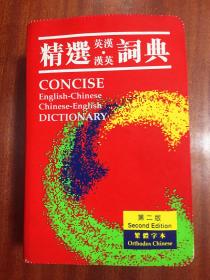 精選 英漢·漢英 詞典
CONCISE
English-Chinese
Chinese-English
DICTIONARY
第二版
Second Edition
繁體字本
Orthodox Chinese